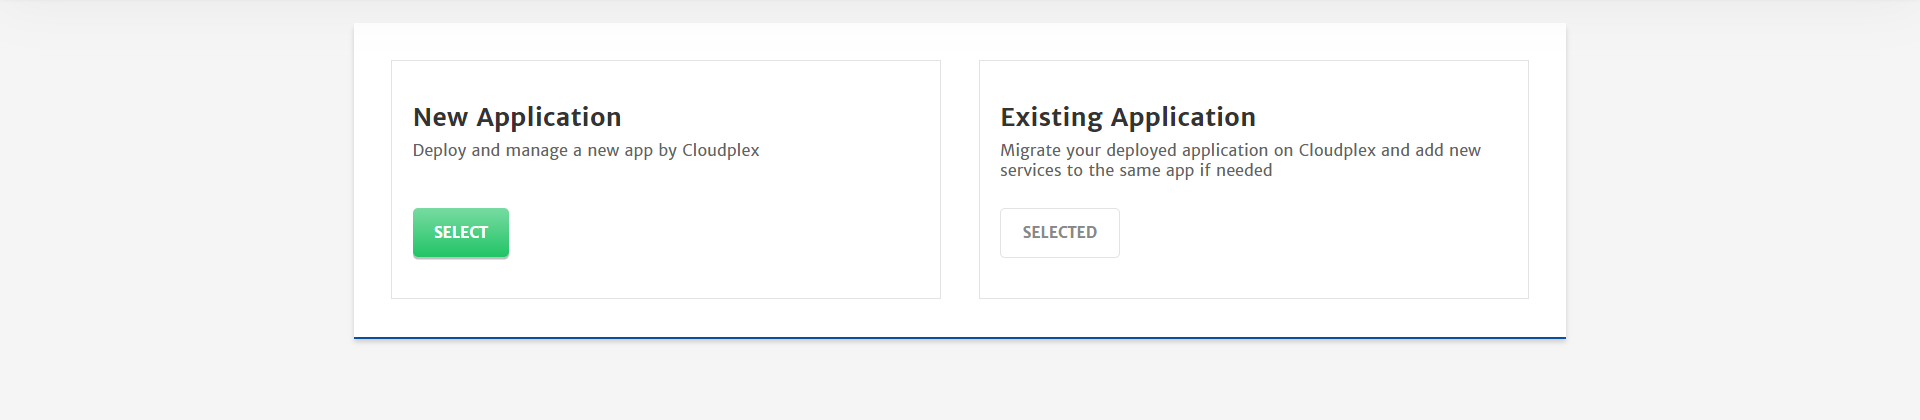 New Application
Deploy and manage a new app by Cloudplex
SELECT
Existing Application
Migrate your deployed application on Cloudplex and add new
services to the same app if needed
SELECTED